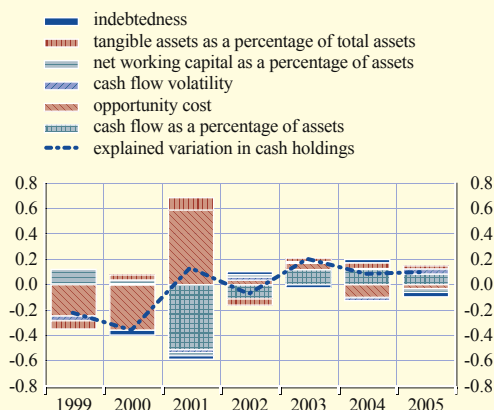 indebtedness
tangible assets as a percentage of total assets
net working capital as a percentage of assets
cash flow volatility
opportunity cost
cash flow as a percentage of assets
explained variation in cash holdings
0.8 0.8
0.6 0.6
0.4 0.4
0.2 0.2
0.0 0.0
-0.2 -0.2
-0.4 -0.4
-0.6 -0.6
-0.8 -0.8
1999 2000 2001 2002 2003 2004 2005